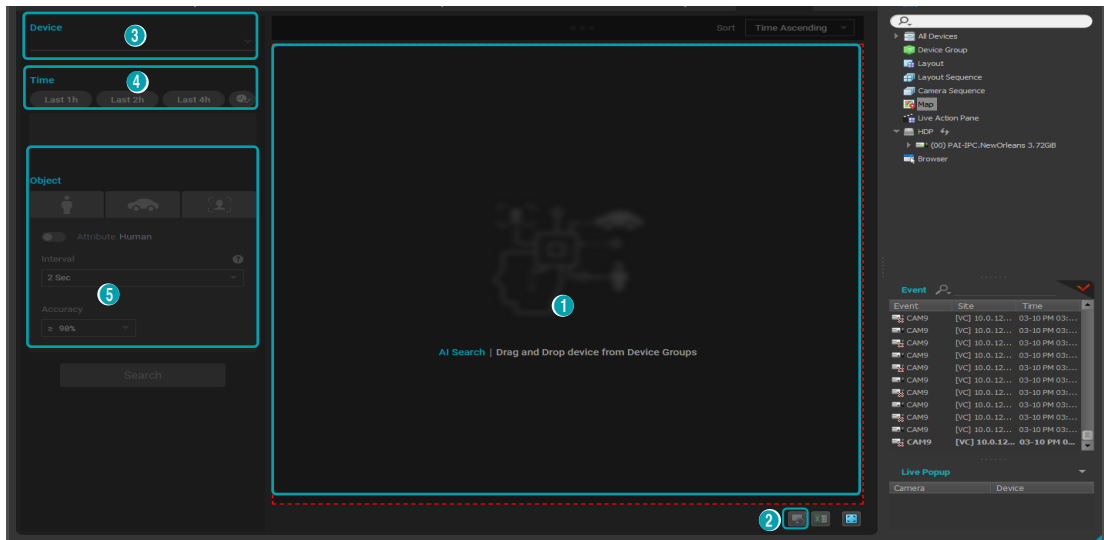 Device
3
Time
4
Last 1h Last 2h Last 4h
Object
Attribute Human
Interval
2 Sec
5
Accuracy
≥ 90%
Search
Sort Time Ascending
1
AI Search | Drag and Drop device from Device Groups
2
All Devices
Device Group
Layout
Layout Sequence
Camera Sequence
Map
Live Action Pane
HDP
(00) PAI-IPC.NewOrleans 3.72GiB
Browser
Event
Event Site Time
CAM9 [VC] 10.0.12... 03-10 PM 03:...
CAM9 [VC] 10.0.12... 03-10 PM 03:...
CAM9 [VC] 10.0.12... 03-10 PM 03:...
CAM9 [VC] 10.0.12... 03-10 PM 03:...
CAM9 [VC] 10.0.12... 03-10 PM 03:...
CAM9 [VC] 10.0.12... 03-10 PM 03:...
CAM9 [VC] 10.0.12... 03-10 PM 03:...
CAM9 [VC] 10.0.12... 03-10 PM 03:...
CAM9 [VC] 10.0.12... 03-10 PM 03:...
CAM9 [VC] 10.0.12... 03-10 PM 03:...
CAM9 [VC] 10.0.12... 03-10 PM 0...
Live Popup
Camera Device